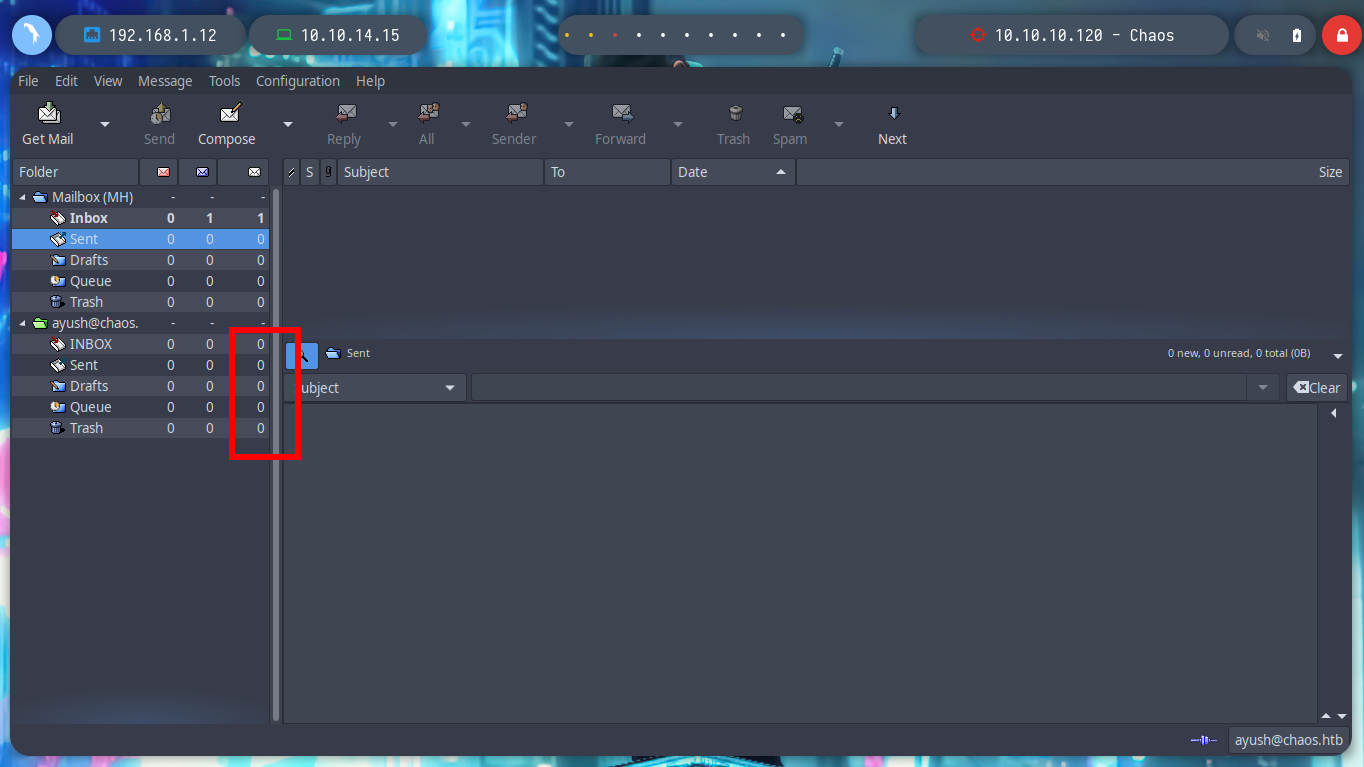 192.168.1.12 10.10.14.15 10.10.10.120 - Chaos
File Edit View Message Tools Configuration Help
Get Mail Send Compose Reply All Sender Forward Trash Spam Next
Folder S Subject To Date Size
Mailbox (MH) - - -
Inbox 0 1 1
Sent 0 0 0
Drafts 0 0 0
Queue 0 0 0
Trash 0 0 0
ayush@chaos. - - -
INBOX 0 0 0
Sent 0 0 0
Drafts 0 0 0
Queue 0 0 0
Trash 0 0 0
Sent 0 new, 0 unread, 0 total (0B)
ubject Clear
ayush@chaos.htb